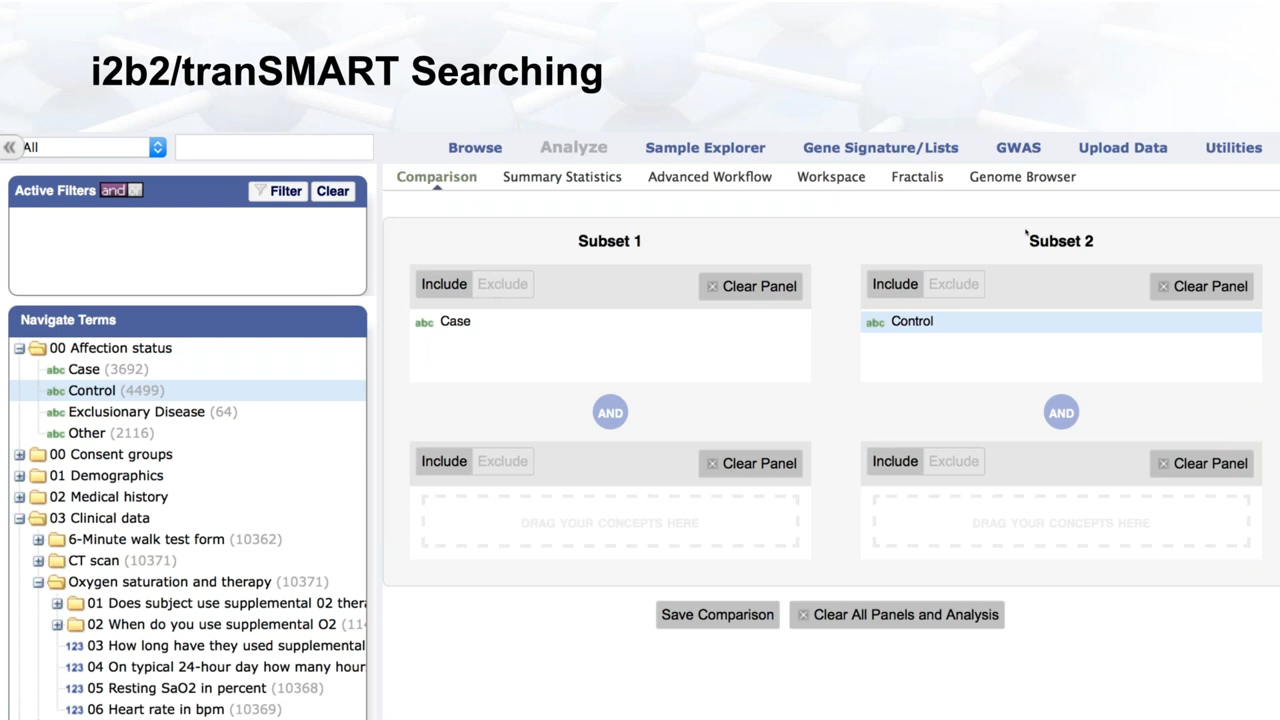 i2b2/tranSMART Searching
All
Browse Analyze Sample Explorer Gene Signature/Lists GWAS Upload Data Utilities
Comparison Summary Statistics Advanced Workflow Workspace Fractalis Genome Browser
Active Filters and or Filter Clear
Navigate Terms
00 Affection status
abc Case (3692)
abc Control (4499)
abc Exclusionary Disease (64)
abc Other (2116)
00 Consent groups
01 Demographics
02 Medical history
03 Clinical data
6-Minute walk test form (10362)
CT scan (10371)
Oxygen saturation and therapy (10371)
01 Does subject use supplemental 02 thera
02 When do you use supplemental O2 (114
123 03 How long have they used supplemental
123 04 On typical 24-hour day how many hour
123 05 Resting SaO2 in percent (10368)
123 06 Heart rate in bpm (10369)
Subset 1
Include Exclude Clear Panel
abc Case
AND
Include Exclude Clear Panel
DRAG YOUR CONCEPTS HERE
Subset 2
Include Exclude Clear Panel
abc Control
AND
Include Exclude Clear Panel
DRAG YOUR CONCEPTS HERE
Save Comparison Clear All Panels and Analysis